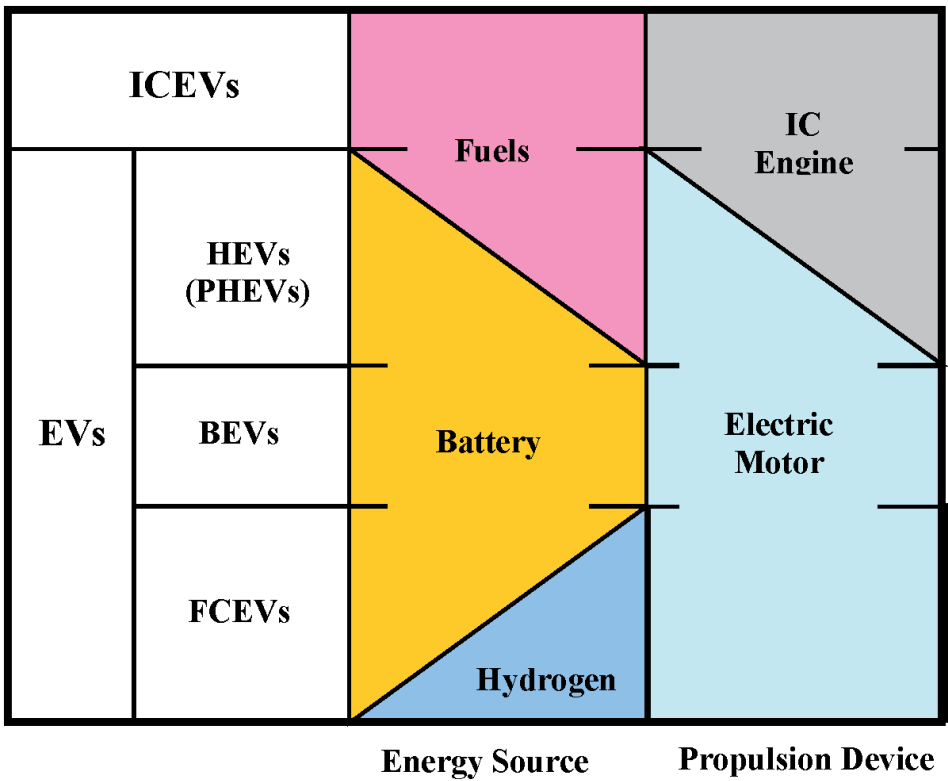 ICEVs
Fuels
IC
Engine
HEVs
(PHEVs)
EVs
BEVs
Battery
Electric
Motor
FCEVs
Hydrogen
Energy Source
Propulsion Device